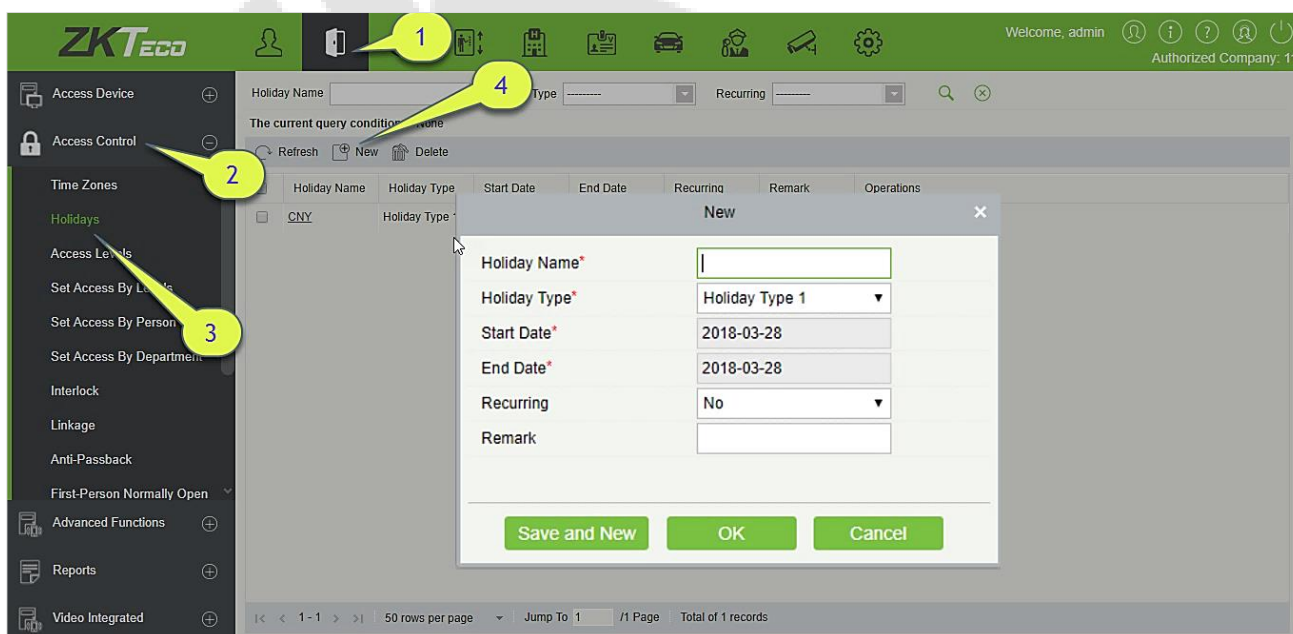 ZKTECO
Welcome, admin
Authorized Company: 1
1
Access Device
Holiday Name
4
Type ---------
Recurring ---------
Access Control
The current query None
Refresh
New
Delete
2
Time Zones
Holiday Name Holiday Type Start Date End Date Recurring Remark Operations
Holidays
CNY Holiday Type
Access Levels
Set Access By
Set Access By Person
3
Set Access By Department
Interlock
Linkage
Anti-Passback
First-Person Normally Open
Advanced Functions
Reports
Video Integrated
New
Holiday Name*
Holiday Type* Holiday Type 1
Start Date* 2018-03-28
End Date* 2018-03-28
Recurring No
Remark
Save and New OK Cancel
1 - 1 50 rows per page Jump To 1 /1 Page Total of 1 records